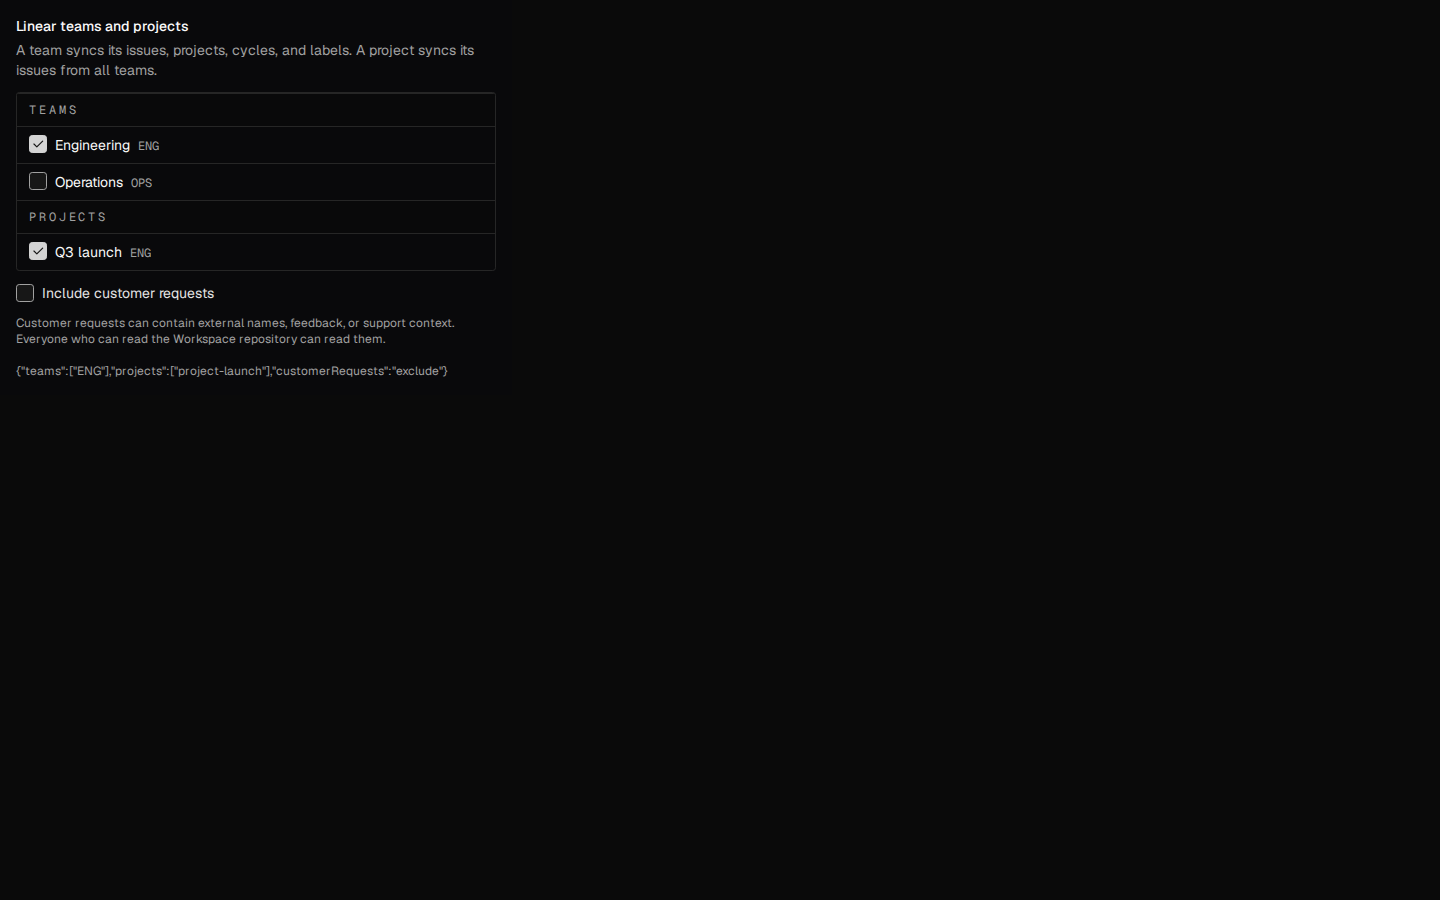 Linear teams and projects
A team syncs its issues, projects, cycles, and labels. A project syncs its
issues from all teams.
TEAMS
Engineering ENG
Operations OPS
PROJECTS
Q3 launch ENG
Include customer requests
Customer requests can contain external names, feedback, or support context.
Everyone who can read the Workspace repository can read them.
{"teams":["ENG"],"projects":["project-launch"],"customerRequests":"exclude"}